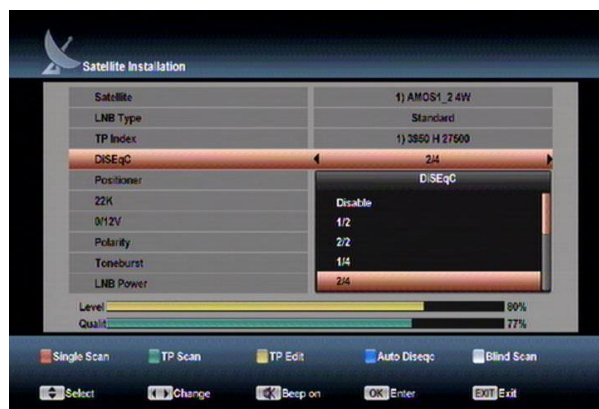 Satellite Installation
Satellite 1) AMOS1_2 4W
LNB Type Standard
TP Index 1) 3950 H 27500
DiSEqC 2/4
Positioner DiSEqC
22K Disable
0/12V 1/2
Polarity 2/2
Toneburst 1/4
LNB Power 2/4
Level 80%
Qualit 77%
Single Scan TP Scan TP Edit Auto Diseqc Blind Scan
Select Change Beep on OK Enter EXIT Exit